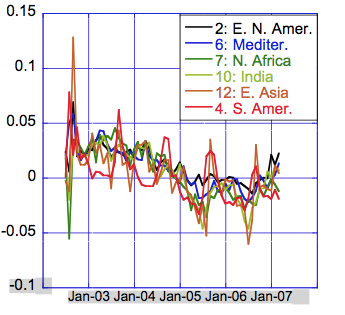 0.15
2: E. N. Amer.
6: Mediter.
7: N. Africa
10: India
12: E. Asia
4. S. Amer.
0.1
0.05
0
-0.05
-0.1
Jan-03 Jan-04 Jan-05 Jan-06 Jan-07